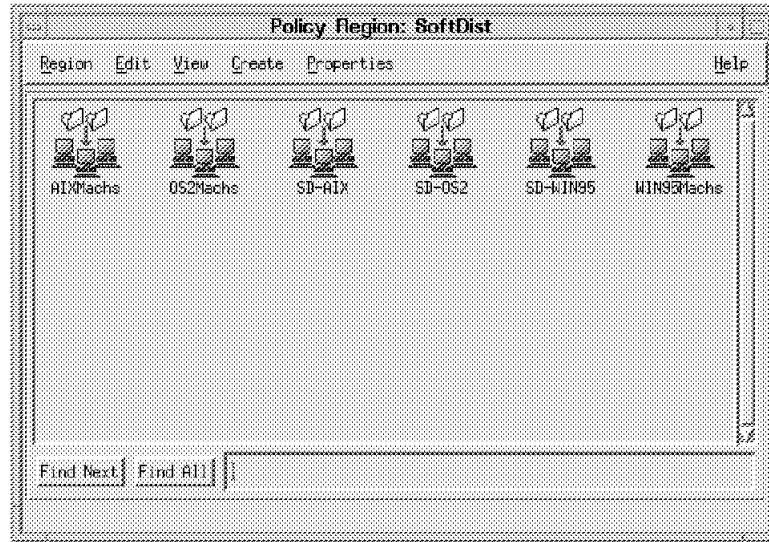 Policy Region: SoftDist
Region Edit View Create Properties Help
AIXMachs OS2Machs SD-AIX SD-OS2 SD-WIN95 WIN95Machs
Find Next Find All